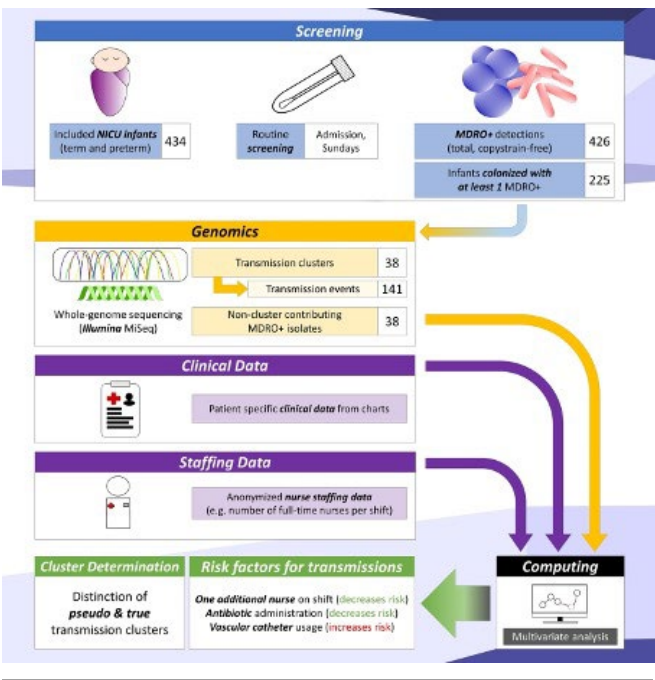 Screening
Included NICU infants
(term and preterm)
434
Routine
screening
Admission,
Sundays
MDRO+ detections
(total, copystrain-free)
426
Infants colonized with
at least 1 MDRO+
225
Genomics
Whole-genome sequencing
(Illumina MiSeq)
Transmission clusters
38
Transmission events
141
Non-cluster contributing
MDRO+ isolates
38
Clinical Data
Patient specific clinical data from charts
Staffing Data
Anonymized nurse staffing data
(e.g. number of full-time nurses per shift)
Cluster Determination
Distinction of
pseudo & true
transmission clusters
Risk factors for transmissions
One additional nurse on shift (decreases risk)
Antibiotic administration (decreases risk)
Vascular catheter usage (increases risk)
Computing
Multivariate analysis